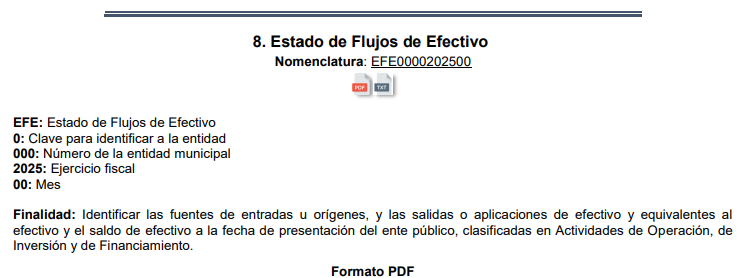 8. Estado de Flujos de Efectivo
Nomenclatura: EFE0000202500
PDF TXT
EFE: Estado de Flujos de Efectivo
0: Clave para identificar a la entidad
000: Número de la entidad municipal
2025: Ejercicio fiscal
00: Mes
Finalidad: Identificar las fuentes de entradas u orígenes, y las salidas o aplicaciones de efectivo y equivalentes al
efectivo y el saldo de efectivo a la fecha de presentación del ente público, clasificadas en Actividades de Operación, de
Inversión y de Financiamiento.
Formato PDF